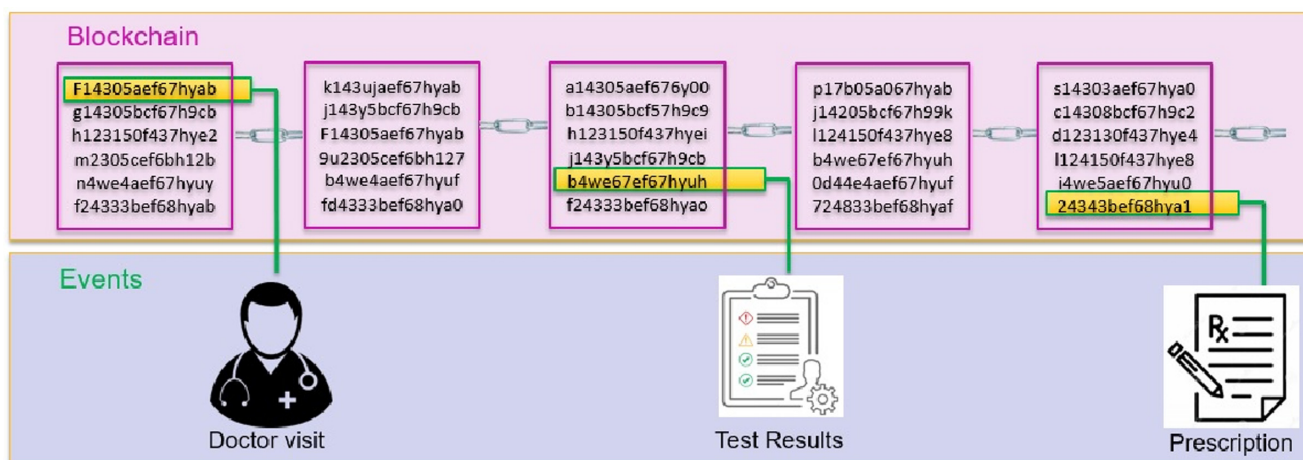 Blockchain
F14305aef67hyab
g14305bcf67h9cb
h123150f437hye2
m2305cef6bh12b
n4we4aef67hyuy
f24333bef68hyab
k143ujaef67hyab
j143y5bcf67h9cb
F14305aef67hyab
9u2305cef6bh127
b4we4aef67hyuf
fd4333bef68hya0
a14305aef676y00
b14305bcf57h9c9
h123150f437hyei
j143y5bcf67h9cb
b4we67ef67hyuh
f24333bef68hyao
p17b05a067hyab
j14205bcf67h99k
l124150f437hye8
b4we67ef67hyuh
0d44e4aef67hyuf
724833bef68hyaf
s14303aef67hya0
c14308bcf67h9c2
d123130f437hye4
l124150f437hye8
i4we5aef67hyu0
24343bef68hya1
Events
Doctor visit
Test Results
Rx
Prescription